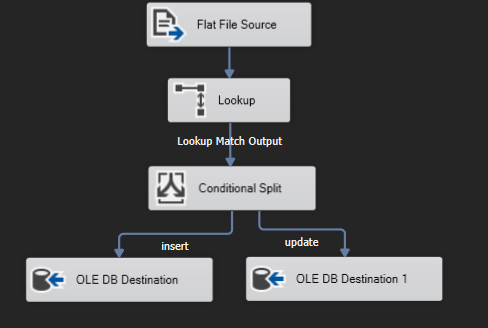 Flat File Source
Lookup
Lookup Match Output
Conditional Split
insert
update
OLE DB Destination
OLE DB Destination 1